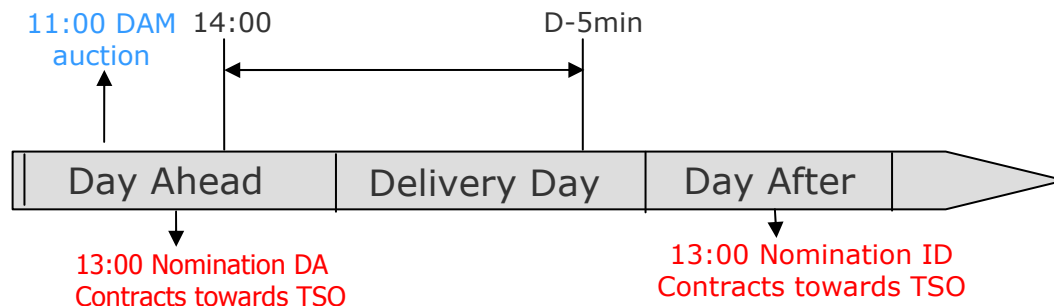 11:00 DAM
auction
14:00
D-5min
Day Ahead
Delivery Day
Day After
13:00 Nomination DA
Contracts towards TSO
13:00 Nomination ID
Contracts towards TSO